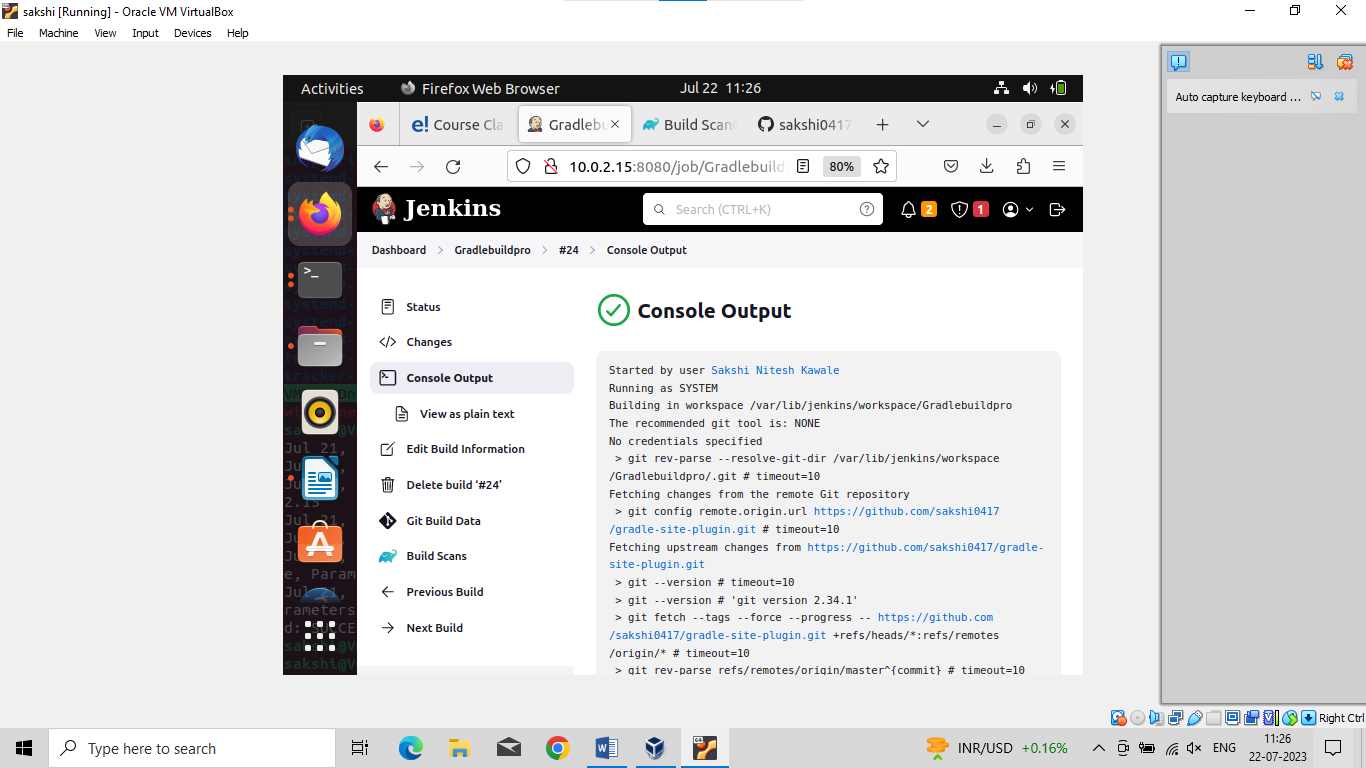 sakshi [Running] - Oracle VM VirtualBox
File Machine View Input Devices Help
Auto capture keyboard ...
Activities Firefox Web Browser Jul 22 11:26
Course Cla Gradlebu Build Scan sakshi0417
10.0.2.15:8080/job/Gradlebuild 80%
Jenkins Search (CTRL+K) 2 1
Dashboard Gradlebuildpro #24 Console Output
Status
Changes
Console Output
View as plain text
Edit Build Information
Delete build ‘#24’
Git Build Data
Build Scans
Previous Build
Next Build
Console Output
Started by user Sakshi Nitesh Kawale
Running as SYSTEM
Building in workspace /var/lib/jenkins/workspace/Gradlebuildpro
The recommended git tool is: NONE
No credentials specified
> git rev-parse --resolve-git-dir /var/lib/jenkins/workspace
/Gradlebuildpro/.git # timeout=10
Fetching changes from the remote Git repository
> git config remote.origin.url https://github.com/sakshi0417
/gradle-site-plugin.git # timeout=10
Fetching upstream changes from https://github.com/sakshi0417/gradle-
site-plugin.git
> git --version # timeout=10
> git --version # 'git version 2.34.1'
> git fetch --tags --force --progress -- https://github.com
/sakshi0417/gradle-site-plugin.git +refs/heads/*:refs/remotes
/origin/* # timeout=10
> git rev-parse refs/remotes/origin/master^{commit} # timeout=10
Right Ctrl
Type here to search
INR/USD +0.16%
ENG
11:26
22-07-2023